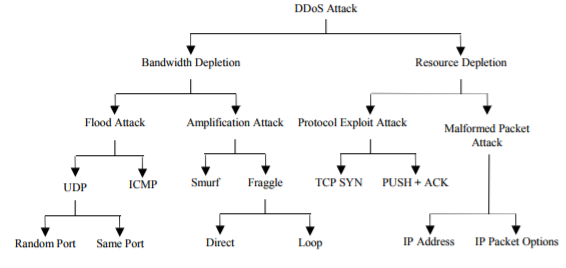 DDoS Attack
Bandwidth Depletion
Resource Depletion
Flood Attack
Amplification Attack
Protocol Exploit Attack
Malformed Packet
Attack
UDP
ICMP
Smurf
Fraggle
TCP SYN
PUSH + ACK
Random Port
Same Port
Direct
Loop
IP Address
IP Packet Options